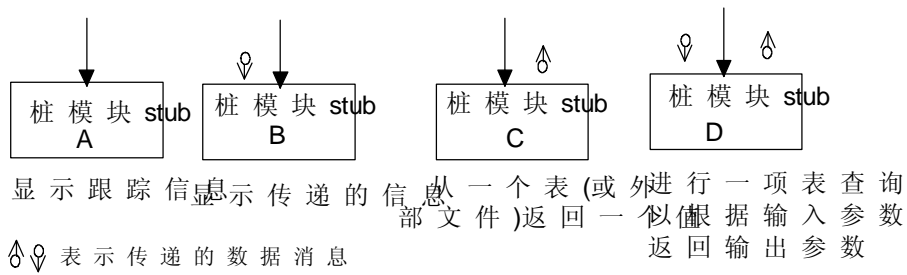 桩模块 stub
A
桩模块 stub
B
桩模块 stub
C
桩模块 stub
D
显示跟踪信息
显示传递的信息
从一个表(或外
部文件)返回一个值
进行一项表查询
以根据输入参数
返回输出参数
表示传递的数据消息